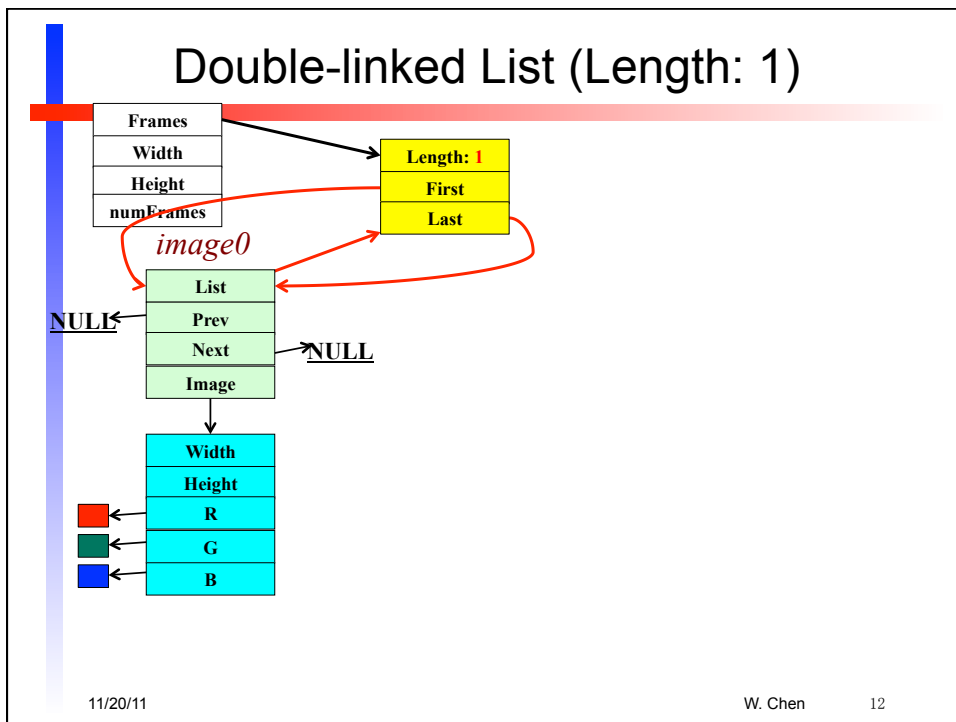 Double-linked List (Length: 1)
Frames
Width
Height
numFrames
Length: 1
First
Last
image0
List
Prev
Next
Image
NULL
NULL
Width
Height
R
G
B
11/20/11
W. Chen
12